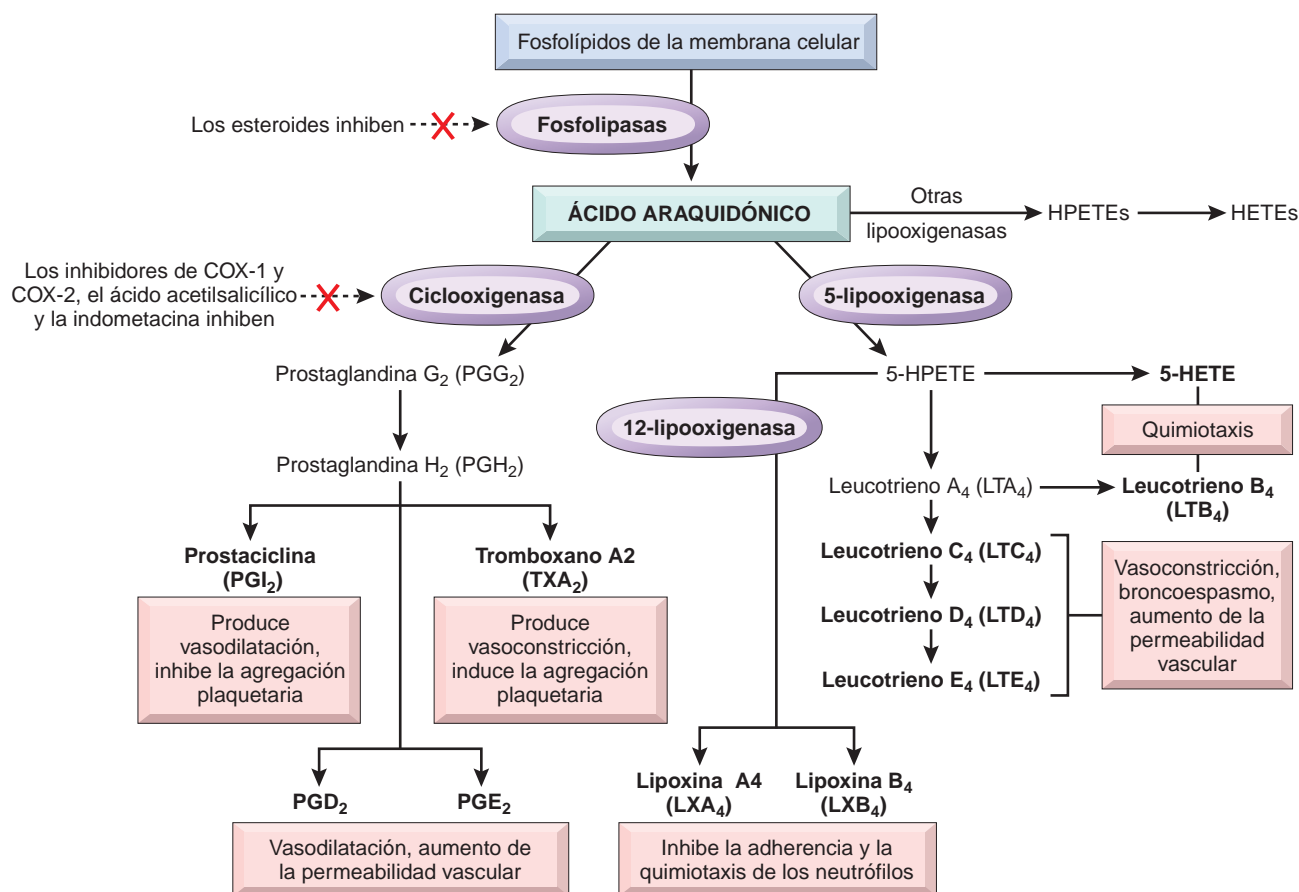 Fosfolípidos de la membrana celular
Los esteroides inhiben
Fosfolipasas
ÁCIDO ARAQUIDÓNICO
Otras
lipooxigenasas
HPETEs
HETEs
Los inhibidores de COX-1 y
COX-2, el ácido acetilsalicílico
y la indometacina inhiben
Ciclooxigenasa
5-lipooxigenasa
Prostaglandina G₂ (PGG₂)
5-HPETE
5-HETE
12-lipooxigenasa
Quimiotaxis
Prostaglandina H₂ (PGH₂)
Leucotrieno A₄ (LTA₄)
Leucotrieno B₄
(LTB₄)
Prostaciclina
(PGI₂)
Tromboxano A2
(TXA₂)
Leucotrieno C₄ (LTC₄)
Leucotrieno D₄ (LTD₄)
Leucotrieno E₄ (LTE₄)
Vasoconstricción,
broncoespasmo,
aumento de la
permeabilidad
vascular
Produce
vasodilatación,
inhibe la agregación
plaquetaria
Produce
vasoconstricción,
induce la agregación
plaquetaria
PGD₂
PGE₂
Lipoxina A4
(LXA₄)
Lipoxina B₄
(LXB₄)
Vasodilatación, aumento de
la permeabilidad vascular
Inhibe la adherencia y la
quimiotaxis de los neutrófilos